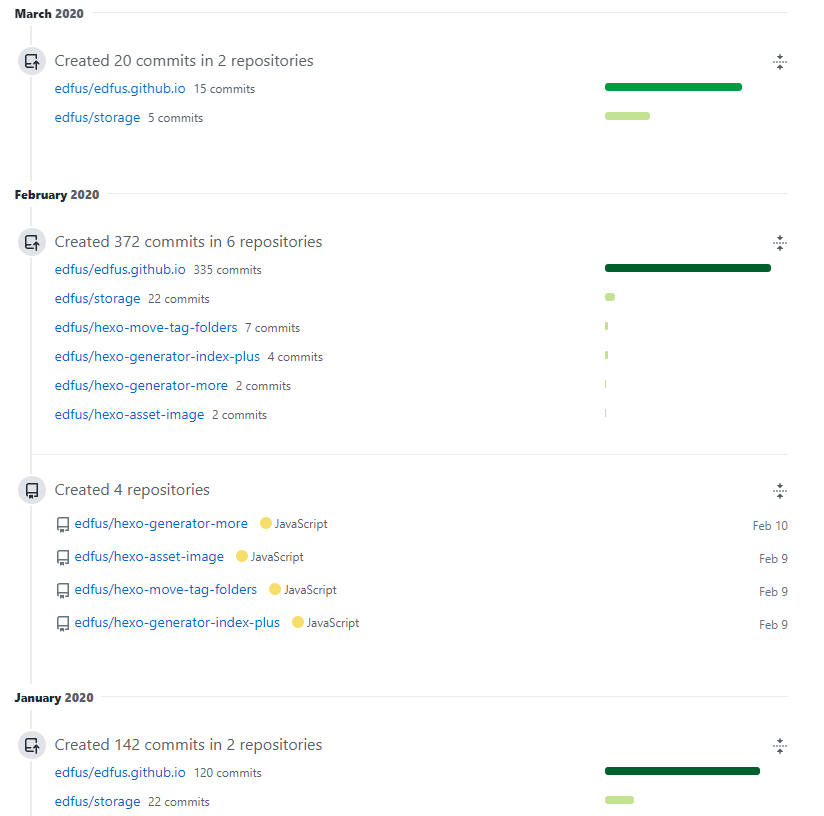 March 2020
Created 20 commits in 2 repositories
edfus/edfus.github.io 15 commits
edfus/storage 5 commits
February 2020
Created 372 commits in 6 repositories
edfus/edfus.github.io 335 commits
edfus/storage 22 commits
edfus/hexo-move-tag-folders 7 commits
edfus/hexo-generator-index-plus 4 commits
edfus/hexo-generator-more 2 commits
edfus/hexo-asset-image 2 commits
Created 4 repositories
edfus/hexo-generator-more JavaScript Feb 10
edfus/hexo-asset-image JavaScript Feb 9
edfus/hexo-move-tag-folders JavaScript Feb 9
edfus/hexo-generator-index-plus JavaScript Feb 9
January 2020
Created 142 commits in 2 repositories
edfus/edfus.github.io 120 commits
edfus/storage 22 commits